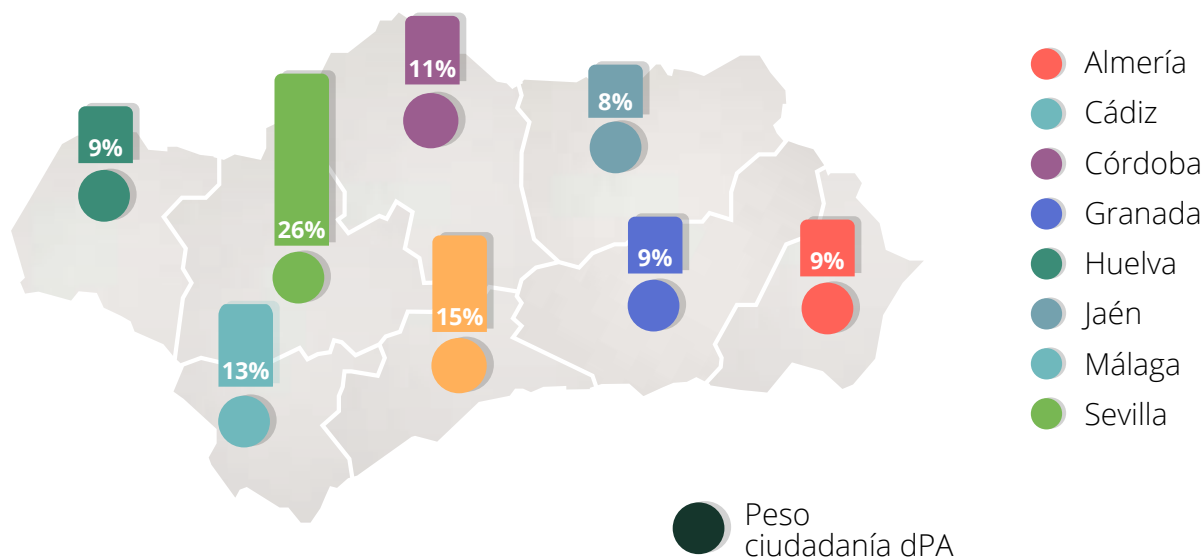 11%
8%
9%
26%
9%
9%
15%
13%
Almería
Cádiz
Córdoba
Granada
Huelva
Jaén
Málaga
Sevilla
Peso
ciudadanía dPA